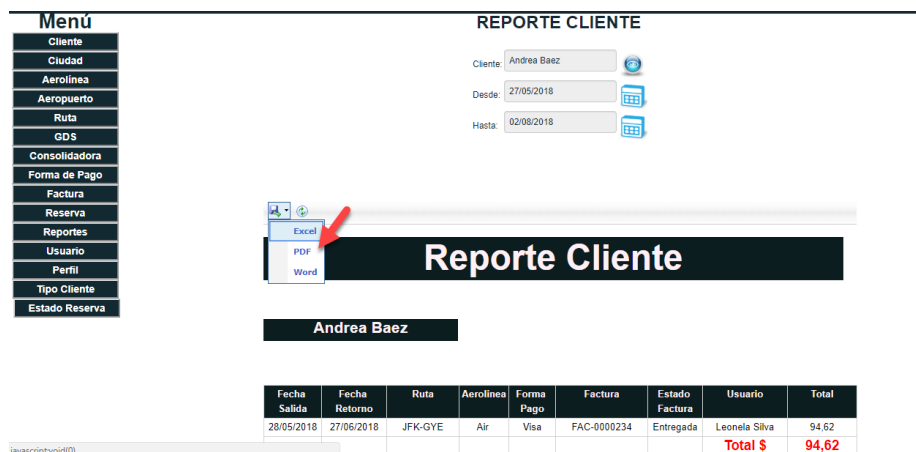 Menú
Cliente
Ciudad
Aerolínea
Aeropuerto
Ruta
GDS
Consolidadora
Forma de Pago
Factura
Reserva
Reportes
Usuario
Perfil
Tipo Cliente
Estado Reserva
REPORTE CLIENTE
Cliente: Andrea Baez
Desde: 27/05/2018
Hasta: 02/08/2018
Excel
PDF
Word
Reporte Cliente
Andrea Baez
Fecha Salida Fecha Retorno Ruta Aerolinea Forma Pago Factura Estado Factura Usuario Total
28/05/2018 27/06/2018 JFK-GYE Air Visa FAC-0000234 Entregada Leonela Silva 94,62
Total $ 94,62
javascript:void(0)